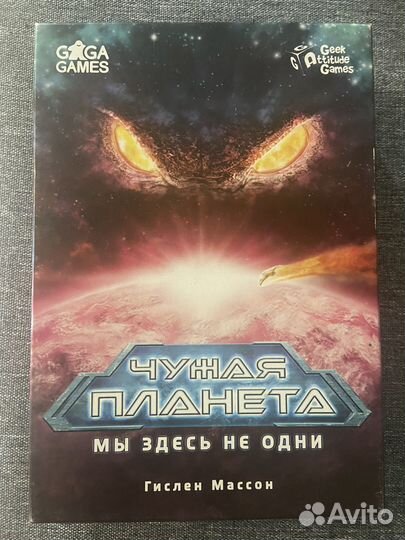 GAGA
GAMES
Geek
Attitude
Games
ЧУЖАЯ
ПЛАНЕТА
МЫ ЗДЕСЬ НЕ ОДНИ
Гислен Массон
Avito